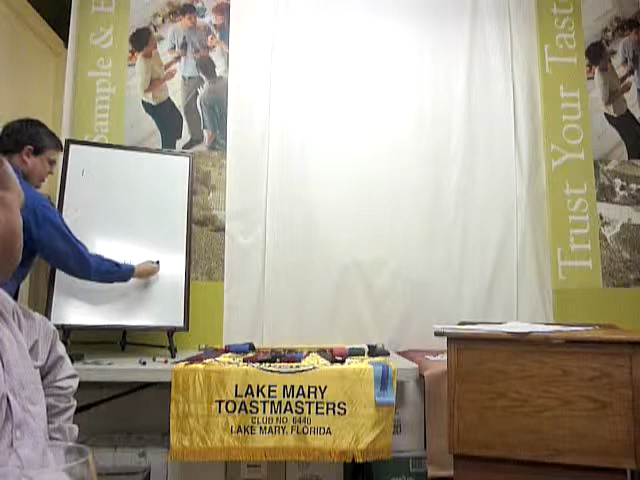 Sample & E
Trust Your Tast
LAKE MARY
TOASTMASTERS
CLUB NO. 6440
LAKE MARY, FLORIDA